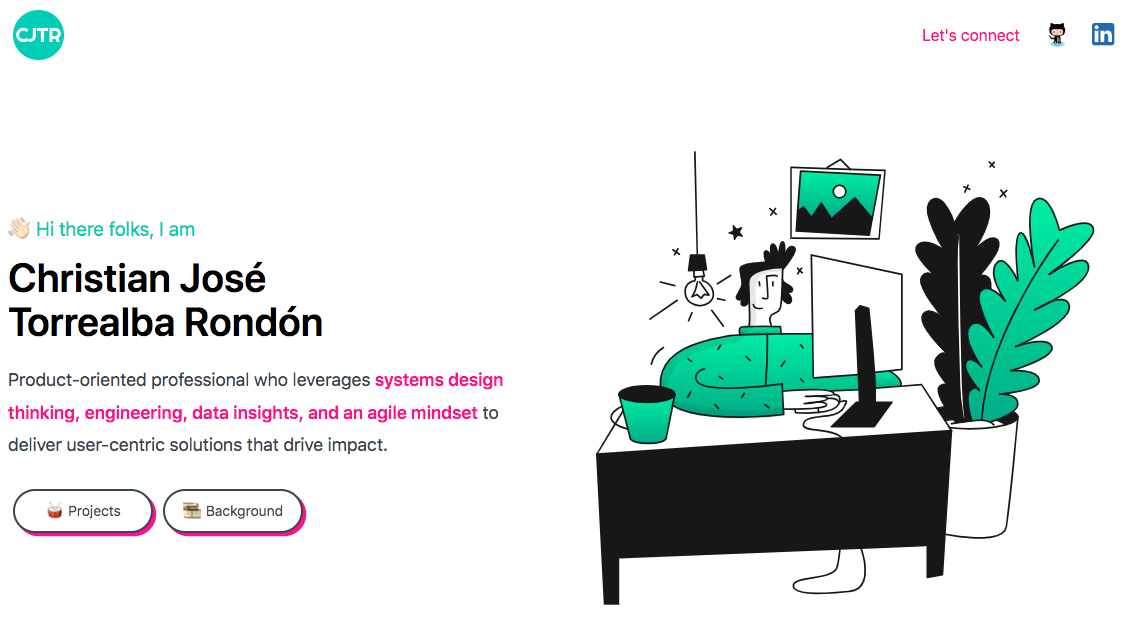 CJTR
Let's connect
in
👋🏻 Hi there folks, I am
Christian José
Torrealba Rondón
Product-oriented professional who leverages systems design
thinking, engineering, data insights, and an agile mindset to
deliver user-centric solutions that drive impact.
🥁 Projects
Background